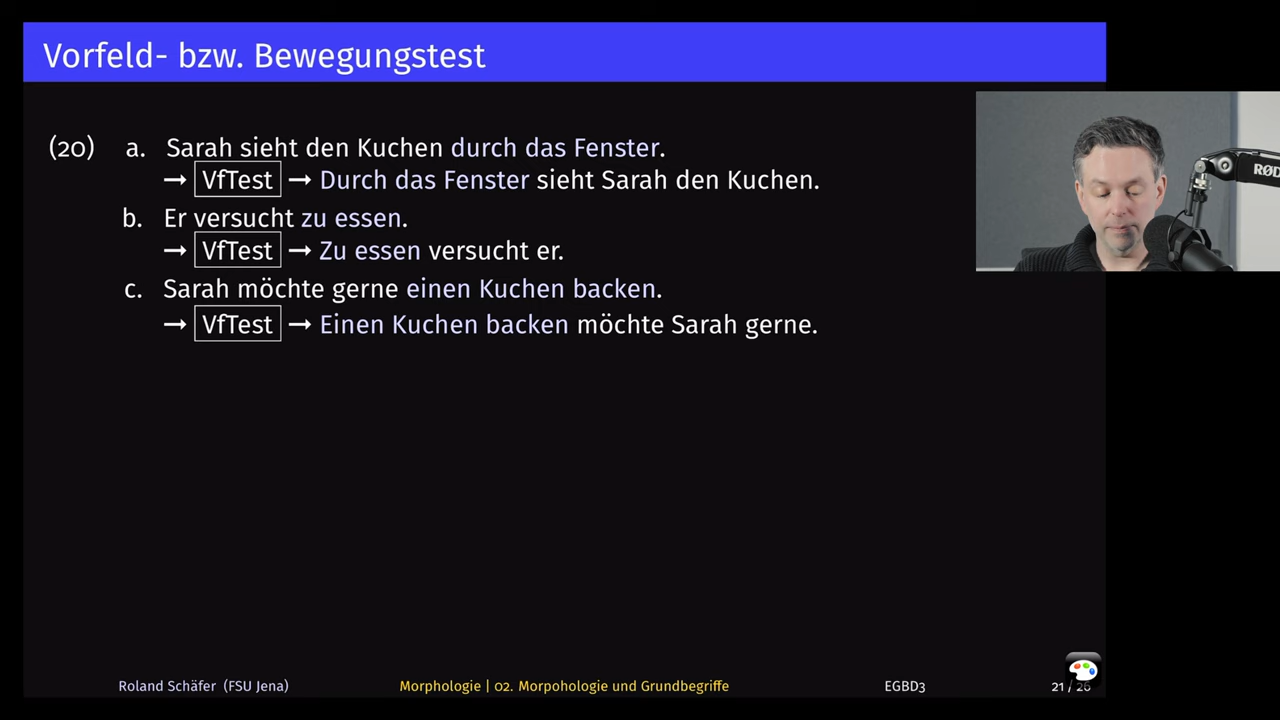 Vorfeld- bzw. Bewegungstest
(20) a. Sarah sieht den Kuchen durch das Fenster.
→ VfTest → Durch das Fenster sieht Sarah den Kuchen.
b. Er versucht zu essen.
→ VfTest → Zu essen versucht er.
c. Sarah möchte gerne einen Kuchen backen.
→ VfTest → Einen Kuchen backen möchte Sarah gerne.
RØD
Roland Schäfer (FSU Jena) Morphologie | 02. Morpohologie und Grundbegriffe EGBD3 21 / 26